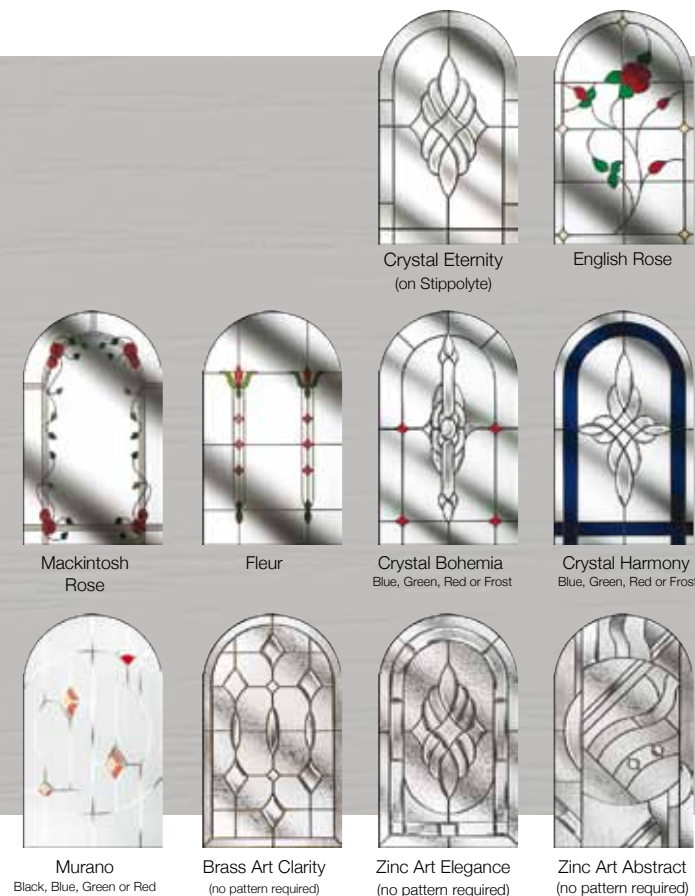 Crystal Eternity
(on Stippolyte)
English Rose
Mackintosh
Rose
Fleur
Crystal Bohemia
Blue, Green, Red or Frost
Crystal Harmony
Blue, Green, Red or Frost
Murano
Black, Blue, Green or Red
Brass Art Clarity
(no pattern required)
Zinc Art Elegance
(no pattern required)
Zinc Art Abstract
(no pattern required)